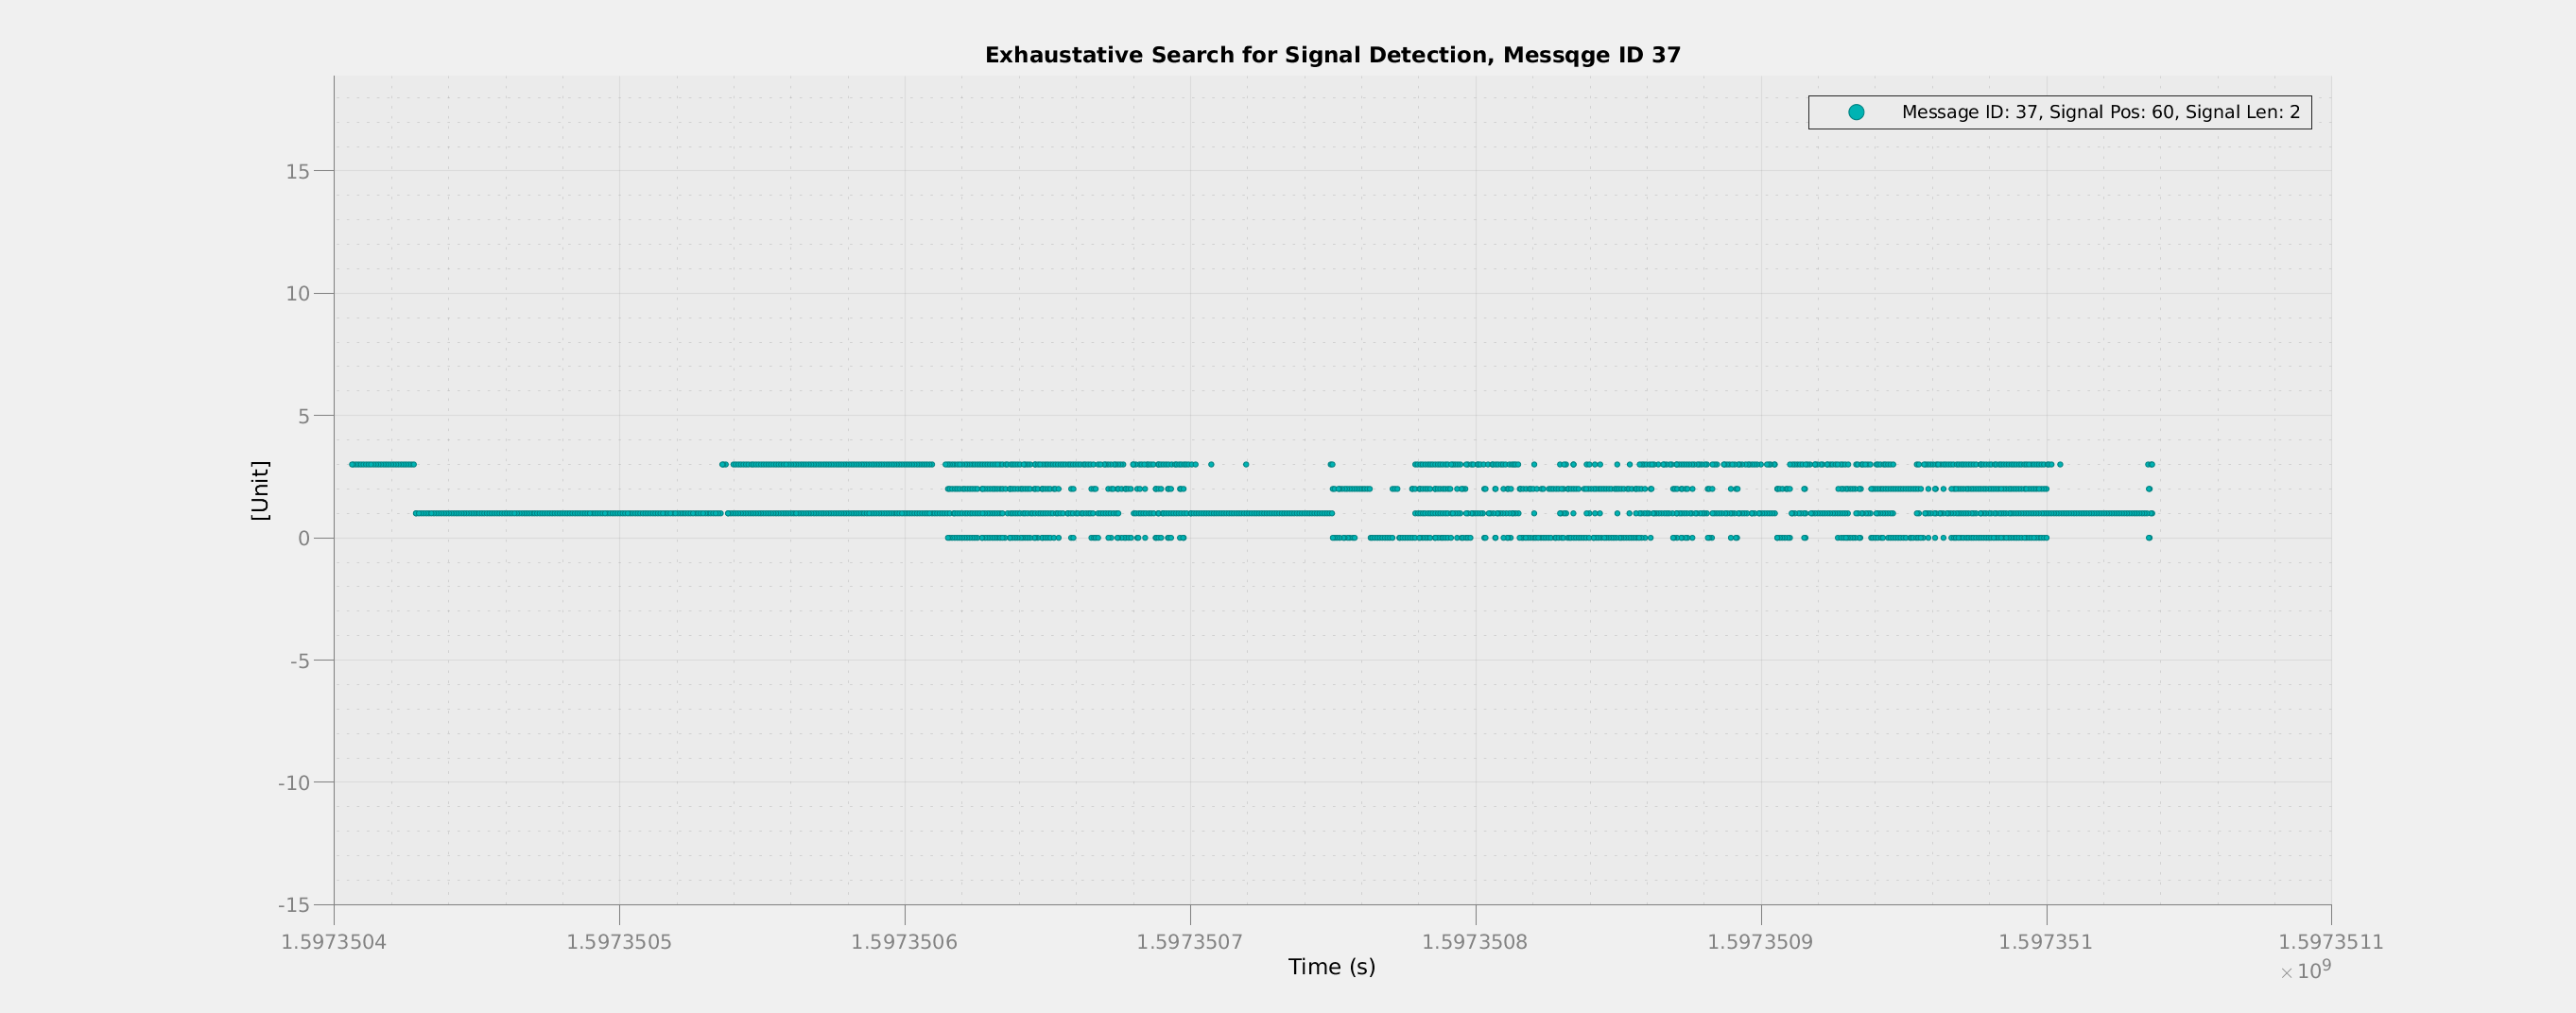 Exhaustative Search for Signal Detection, Messqge ID 37
Message ID: 37, Signal Pos: 60, Signal Len: 2
15
10
5
0
-5
-10
-15
[Unit]
1.5973504 1.5973505 1.5973506 1.5973507 1.5973508 1.5973509 1.597351 1.5973511
Time (s)
× 10⁹